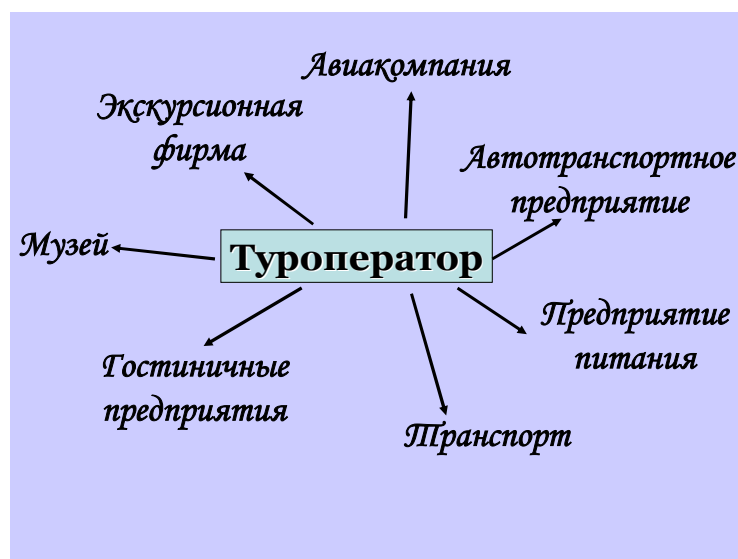 Авиакомпания
Экскурсионная
фирма
Автотранспортное
предприятие
Музей
Туроператор
Предприятие
питания
Гостиничные
предприятия
Транспорт